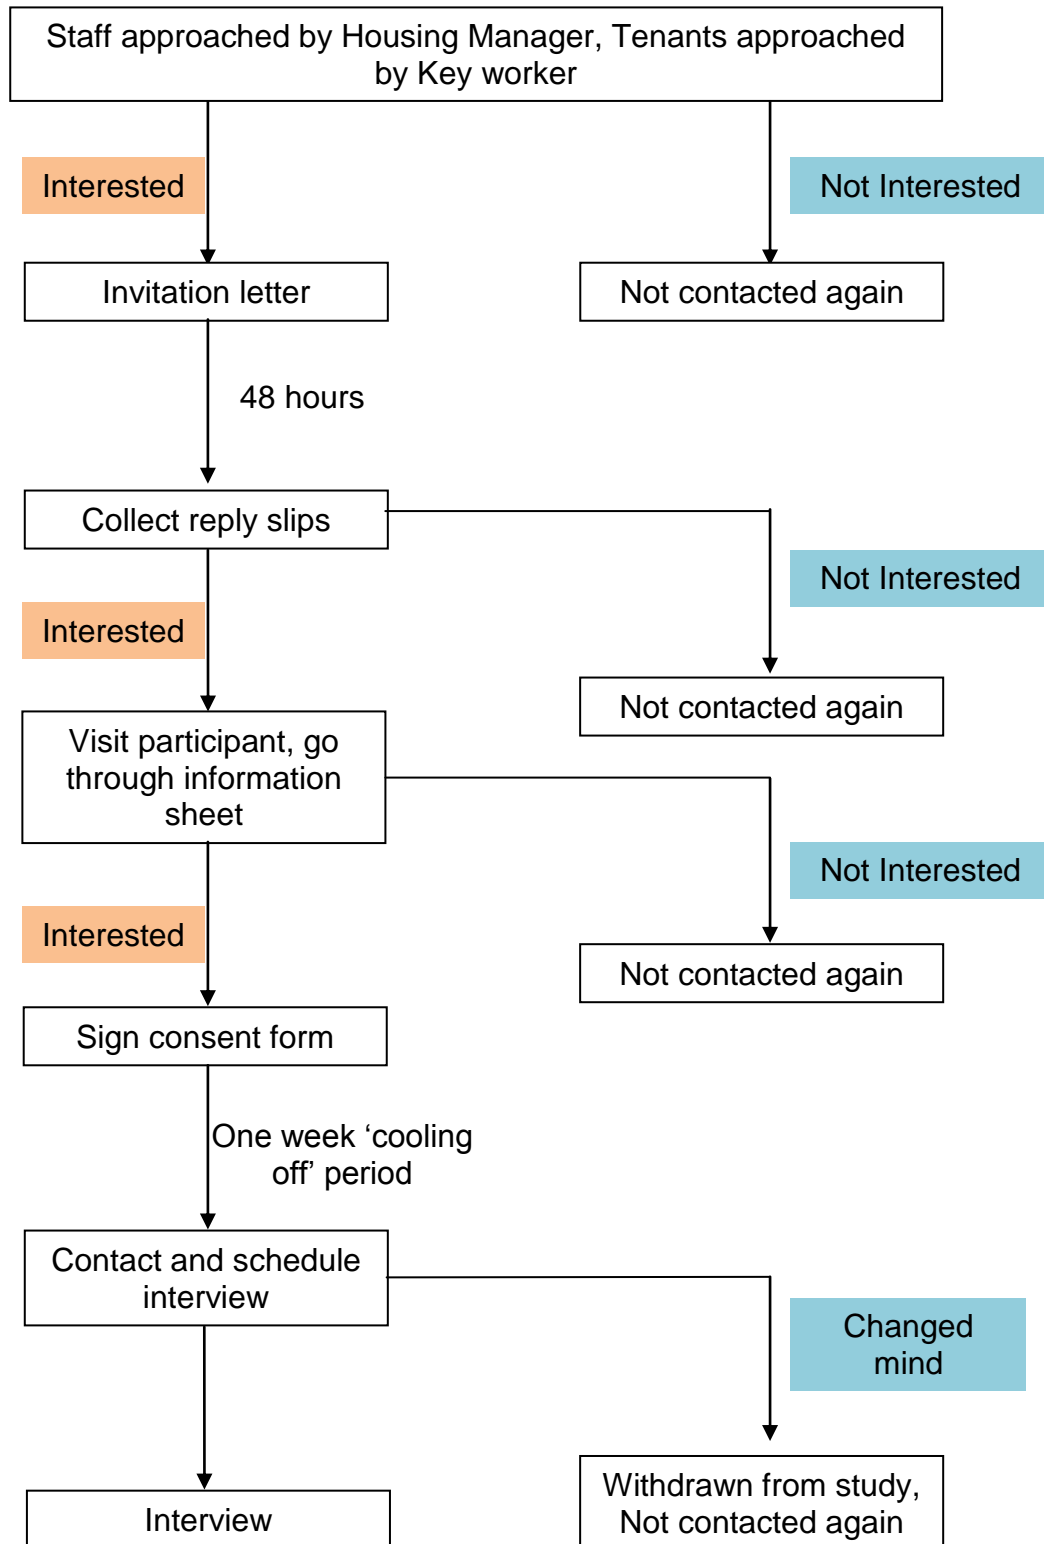 Staff approached by Housing Manager, Tenants approached
by Key worker
Interested
Not Interested
Invitation letter
Not contacted again
48 hours
Collect reply slips
Not Interested
Interested
Not contacted again
Visit participant, go
through information
sheet
Not Interested
Interested
Not contacted again
Sign consent form
One week ‘cooling
off’ period
Contact and schedule
interview
Changed
mind
Withdrawn from study,
Not contacted again
Interview